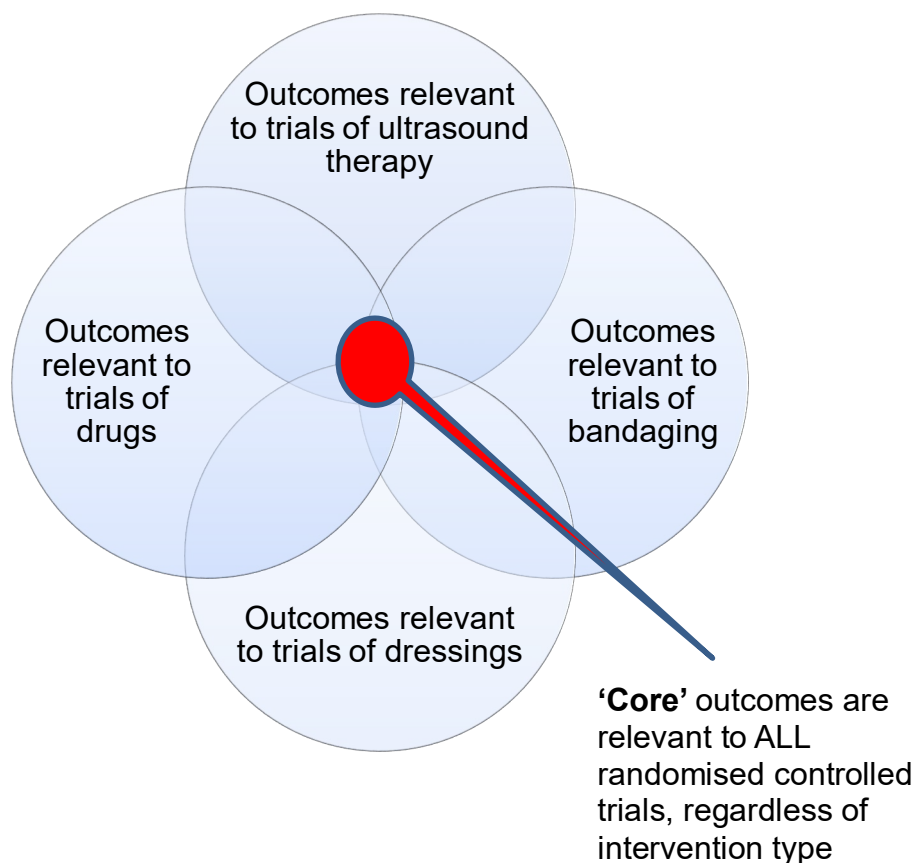 Outcomes relevant
to trials of ultrasound
therapy
Outcomes
relevant to
trials of
drugs
Outcomes
relevant to
trials of
bandaging
Outcomes relevant
to trials of dressings
‘Core’ outcomes are
relevant to ALL
randomised controlled
trials, regardless of
intervention type